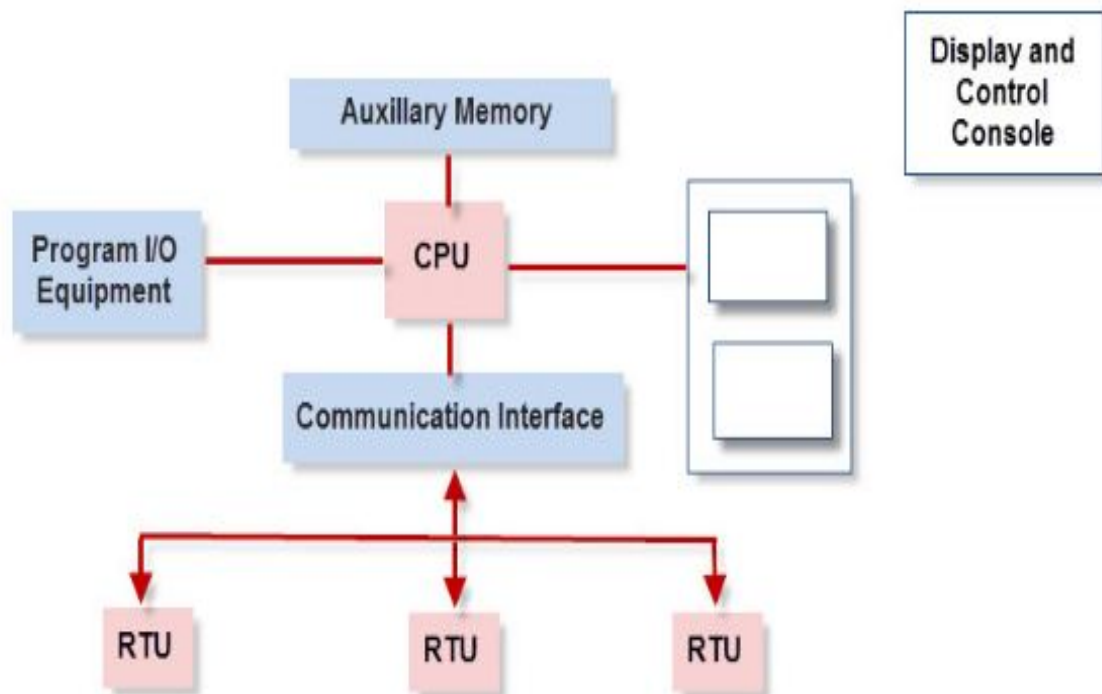 Display and
Control
Console
Auxillary Memory
Program I/O
Equipment
CPU
Communication Interface
RTU
RTU
RTU